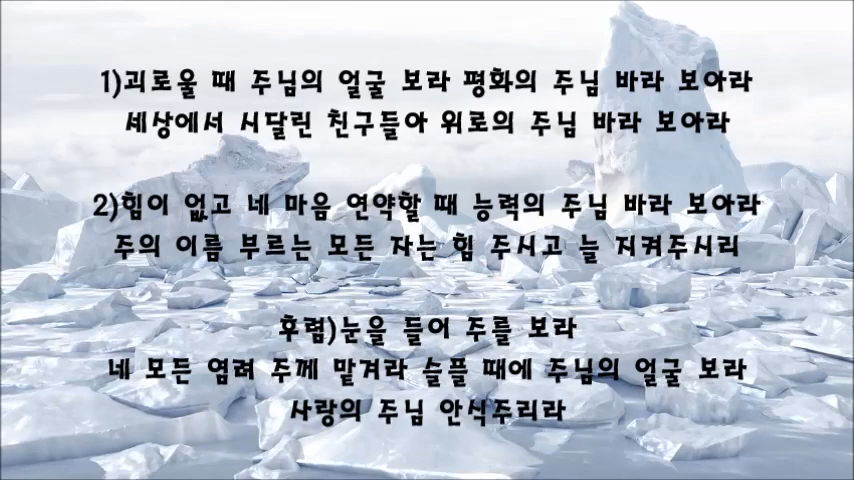 1)괴로울 때 주님의 얼굴 보라 평화의 주님 바라 보아라
세상에서 시달린 친구들아 위로의 주님 바라 보아라
2)힘이 없고 네 마음 연약할 때 능력의 주님 바라 보아라
주의 이름 부르는 모든 자는 힘 주시고 늘 지켜주시리
후렴)눈을 들어 주를 보라
네 모든 염려 주께 맡겨라 슬플 때에 주님의 얼굴 보라
사랑의 주님 안식주리라